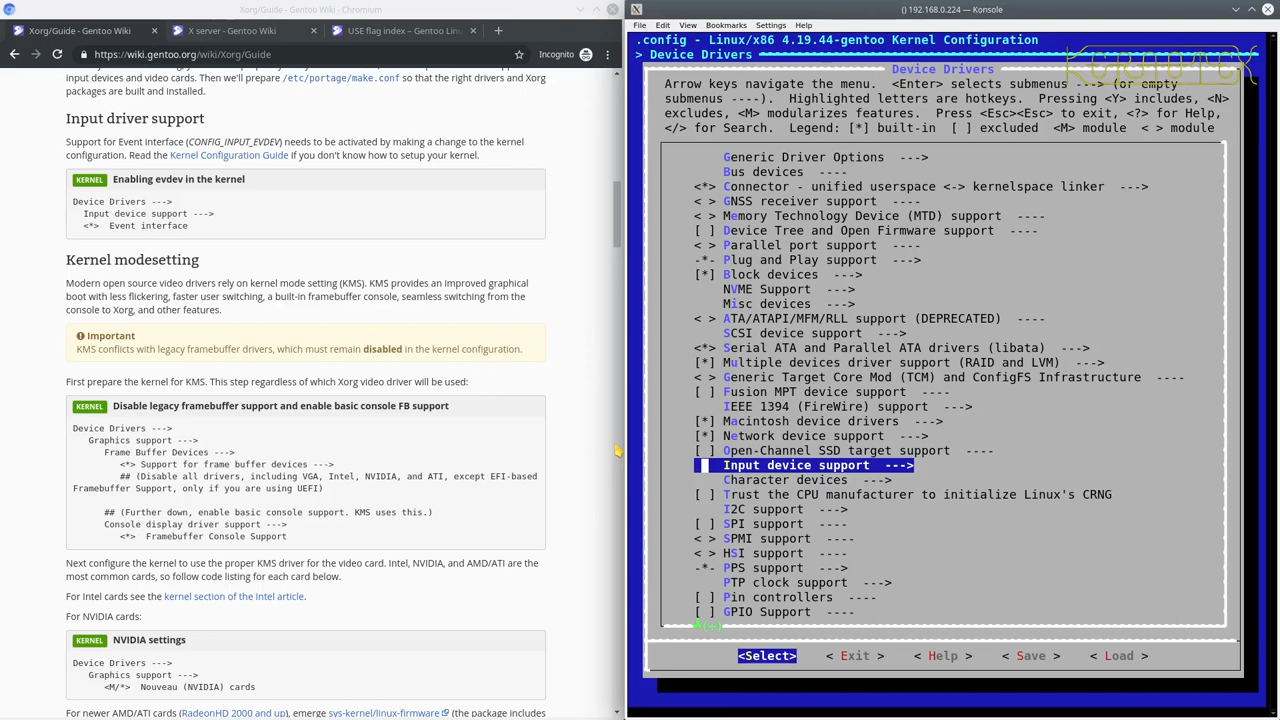 Xorg/Guide - Gentoo Wiki - Chromium
Xorg/Guide - Gentoo Wiki
X server - Gentoo Wiki
USE flag index – Gentoo Wiki
https://wiki.gentoo.org/wiki/Xorg/Guide
Incognito
input devices and video cards. Then we'll prepare /etc/portage/make.conf so that the right drivers and Xorg
packages are built and installed.
Input driver support
Support for Event interface (CONFIG_INPUT_EVDEV) needs to be activated by making a change to the kernel
configuration. Read the Kernel Configuration Guide if you don't know how to setup your kernel.
KERNEL Enabling evdev in the kernel
Device Drivers --->
Input device support --->
<*> Event interface
Kernel modesetting
Modern open source video drivers rely on kernel mode setting (KMS). KMS provides an improved graphical
boot with less flickering, faster user switching, a built-in framebuffer console, seamless switching from the
console to Xorg, and other features.
Important
KMS conflicts with legacy framebuffer drivers, which must remain disabled in the kernel configuration.
First prepare the kernel for KMS. This step regardless of which Xorg video driver will be used:
KERNEL Disable legacy framebuffer support and enable basic console FB support
Device Drivers --->
Graphics support --->
Frame Buffer Devices --->
<*> Support for frame buffer devices --->
## (Disable all drivers, including VGA, Intel, NVIDIA, and ATI, except EFI-based
Framebuffer Support, only if you are using UEFI)
## (Further down, enable basic console support. KMS uses this.)
Console display driver support --->
<*> Framebuffer Console Support
Next configure the kernel to use the proper KMS driver for the video card. Intel, NVIDIA, and AMD/ATI are the
most common cards, so follow code listing for each card below.
For Intel cards see the kernel section of the Intel article.
For NVIDIA cards:
KERNEL NVIDIA settings
Device Drivers --->
Graphics support --->
<M/*> Nouveau (NVIDIA) cards
For newer AMD/ATI cards (RadeonHD 2000 and up), emerge sys-kernel/linux-firmware (the package includes
() 192.168.0.224 — Konsole
File Edit View Bookmarks Settings Help
.config - Linux/x86 4.19.44-gentoo Kernel Configuration
> Device Drivers
Device Drivers
Arrow keys navigate the menu. <Enter> selects submenus ---> (or empty
submenus ----). Highlighted letters are hotkeys. Pressing <Y> includes, <N>
excludes, <M> modularizes features. Press <Esc><Esc> to exit, <?> for Help,
</> for Search. Legend: [*] built-in [ ] excluded <M> module < > module
Generic Driver Options --->
Bus devices ----
<*> Connector - unified userspace <-> kernelspace linker --->
< > GNSS receiver support ----
< > Memory Technology Device (MTD) support ----
[ ] Device Tree and Open Firmware support ----
< > Parallel port support ----
-*- Plug and Play support --->
[*] Block devices --->
NVME Support --->
Misc devices --->
< > ATA/ATAPI/MFM/RLL support (DEPRECATED) ----
SCSI device support --->
<*> Serial ATA and Parallel ATA drivers (libata) --->
[*] Multiple devices driver support (RAID and LVM) --->
< > Generic Target Core Mod (TCM) and ConfigFS Infrastructure ----
[ ] Fusion MPT device support ----
IEEE 1394 (FireWire) support --->
[*] Macintosh device drivers --->
[*] Network device support --->
[ ] Open-Channel SSD target support ----
Input device support --->
Character devices --->
[ ] Trust the CPU manufacturer to initialize Linux's CRNG
I2C support --->
[ ] SPI support ----
< > SPMI support ----
< > HSI support ----
-*- PPS support --->
PTP clock support --->
[ ] Pin controllers ----
[ ] GPIO Support ----
<Select> < Exit > < Help > < Save > < Load >